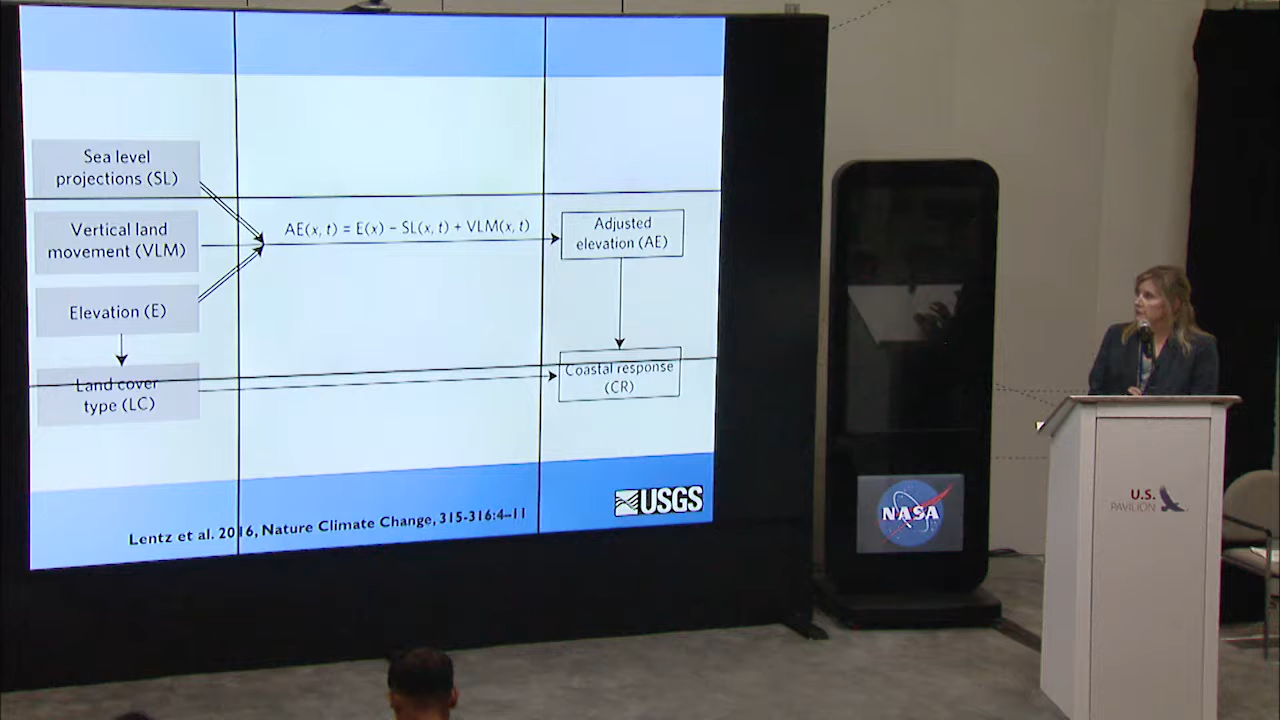 Sea level
projections (SL)
Vertical land
movement (VLM)
Elevation (E)
Land cover
type (LC)
AE(x, t) = E(x) – SL(x, t) + VLM(x, t)
Adjusted
elevation (AE)
Coastal response
(CR)
USGS
Lentz et al. 2016, Nature Climate Change, 315-316:4–11
NASA
U.S.
PAVILION